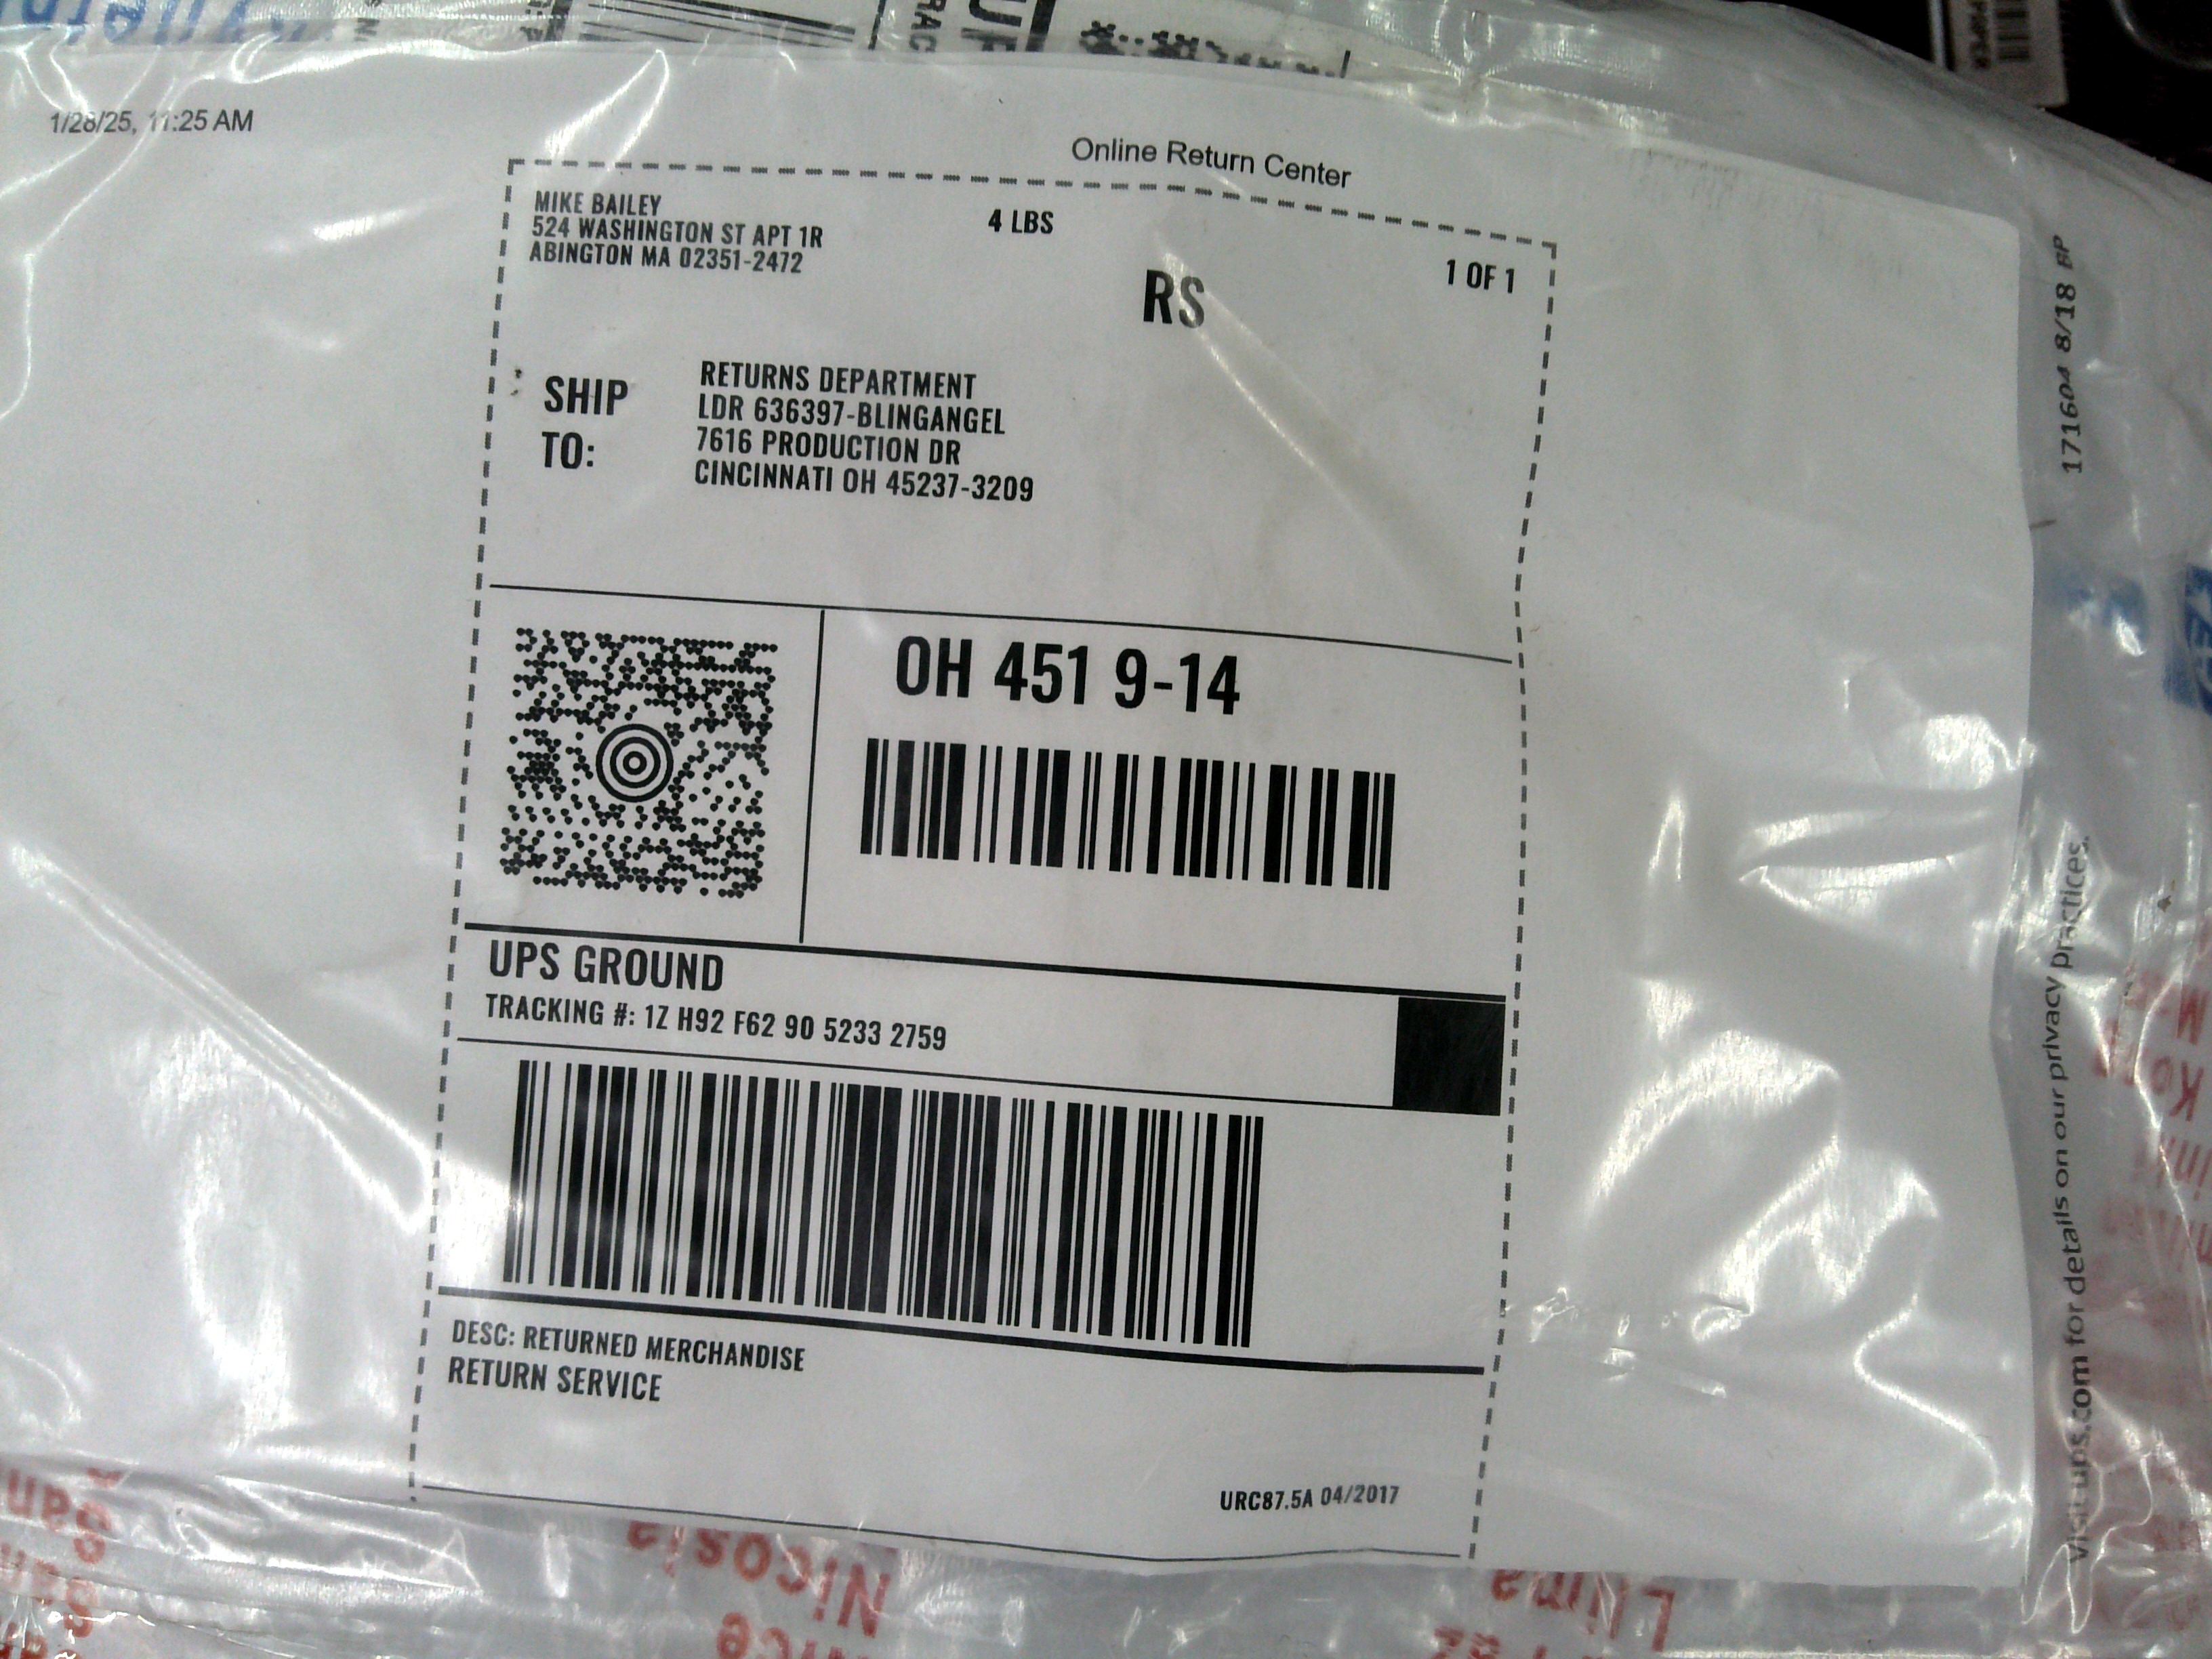 1/28/25, 11:25 AM
Online Return Center
MIKE BAILEY
524 WASHINGTON ST APT 1R
ABINGTON MA 02351-2472
4 LBS
1 OF 1
RS
SHIP
TO:
RETURNS DEPARTMENT
LDR 636397-BLINGANGEL
7616 PRODUCTION DR
CINCINNATI OH 45237-3209
OH 451 9-14
UPS GROUND
TRACKING #: 1Z H92 F62 90 5233 2759
DESC: RETURNED MERCHANDISE
RETURN SERVICE
URC87.5A 04/2017
171604 8/18 BP
Visit ups.com for details on our privacy practices.
Nicosia